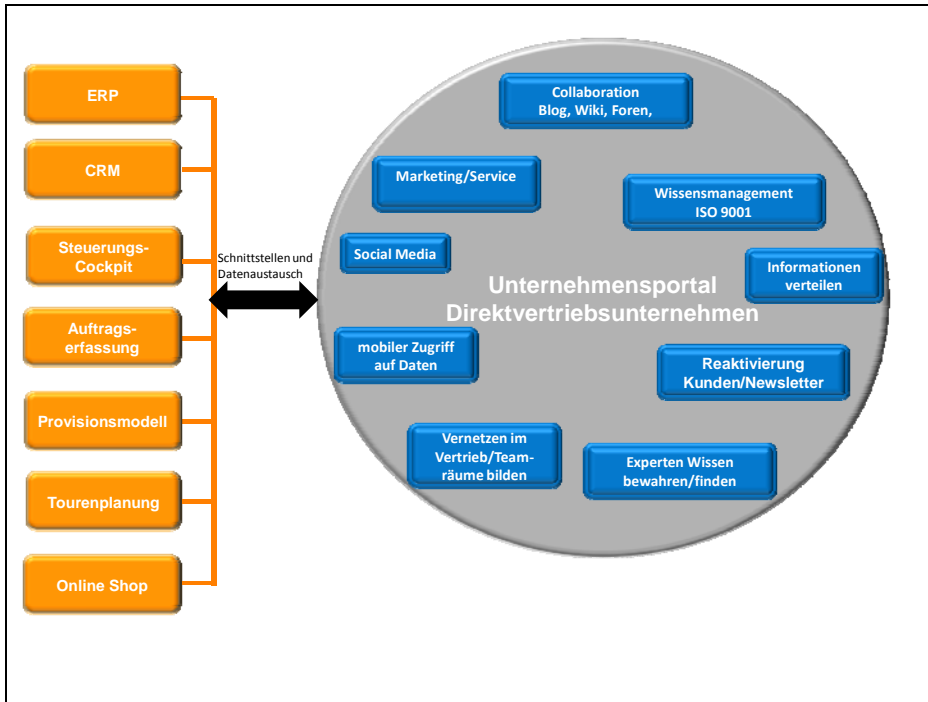 ERP
CRM
Steuerungs-
Cockpit
Auftrags-
erfassung
Provisionsmodell
Tourenplanung
Online Shop
Schnittstellen und
Datenaustausch
Collaboration
Blog, Wiki, Foren,
Marketing/Service
Wissensmanagement
ISO 9001
Social Media
Informationen
verteilen
Unternehmensportal
Direktvertriebsunternehmen
mobiler Zugriff
auf Daten
Reaktivierung
Kunden/Newsletter
Vernetzen im
Vertrieb/Team-
räume bilden
Experten Wissen
bewahren/finden